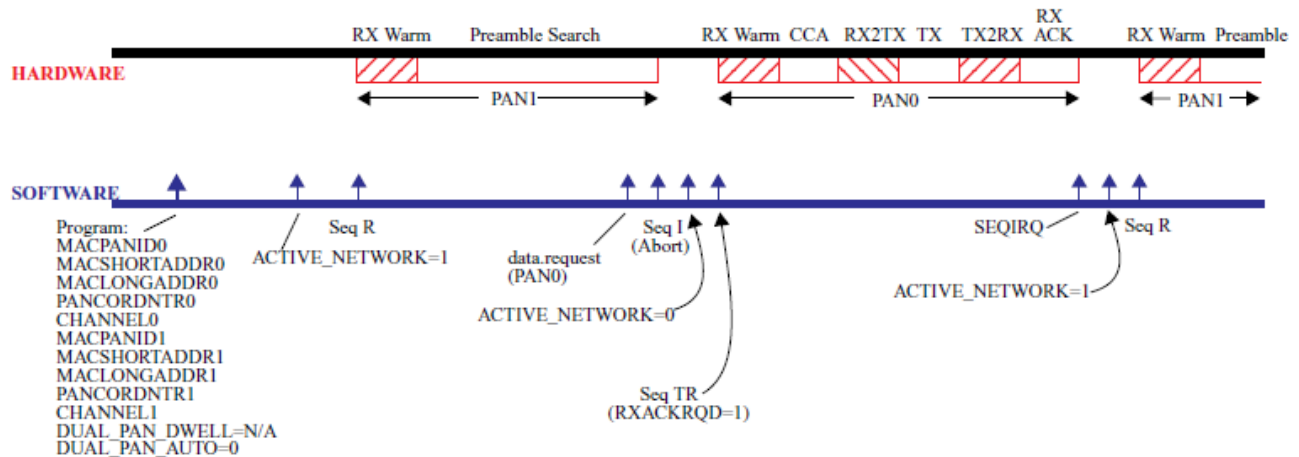 RX Warm Preamble Search RX Warm CCA RX2TX TX TX2RX RX ACK RX Warm Preamble
HARDWARE
PAN1 PAN0 PAN1
SOFTWARE
Program:
MACPANID0
MACSHORTADDR0
MACLONGADDR0
PANCORDNTR0
CHANNEL0
MACPANID1
MACSHORTADDR1
MACLONGADDR1
PANCORDNTR1
CHANNEL1
DUAL_PAN_DWELL=N/A
DUAL_PAN_AUTO=0
ACTIVE_NETWORK=1
Seq R
data.request
(PAN0)
Seq I
(Abort)
ACTIVE_NETWORK=0
Seq TR
(RXACKRQD=1)
SEQIRQ
ACTIVE_NETWORK=1
Seq R